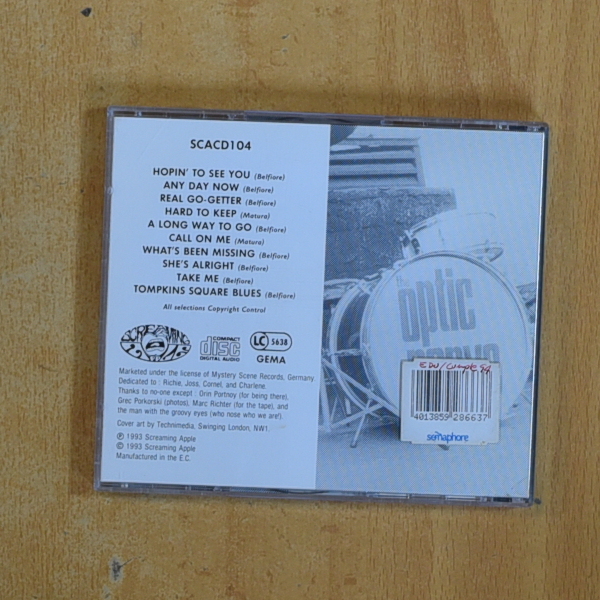 SCACD104
HOPIN' TO SEE YOU (Belfiore)
ANY DAY NOW (Belfiore)
REAL GO-GETTER (Belfiore)
HARD TO KEEP (Matura)
A LONG WAY TO GO (Belfiore)
CALL ON ME (Matura)
WHAT'S BEEN MISSING (Belfiore)
SHE'S ALRIGHT (Belfiore)
TAKE ME (Belfiore)
TOMPKINS SQUARE BLUES (Belfiore)
All selections Copyright Control
SCREAMING
COMPACT
disc
DIGITAL AUDIO
LC 5638
GEMA
Marketed under the license of Mystery Scene Records, Germany.
Dedicated to : Richie, Joss, Cornel, and Charlene.
Thanks to no-one except : Orin Portnoy (for being there),
Grec Porkorski (photos), Marc Richter (for the tape), and
the man with the groovy eyes (who nose who we are!).
Cover art by Technimedia, Swinging London, NW1.
℗ 1993 Screaming Apple
© 1993 Screaming Apple
Manufactured in the E.C.
the
optic
4013859 286637
semaphore